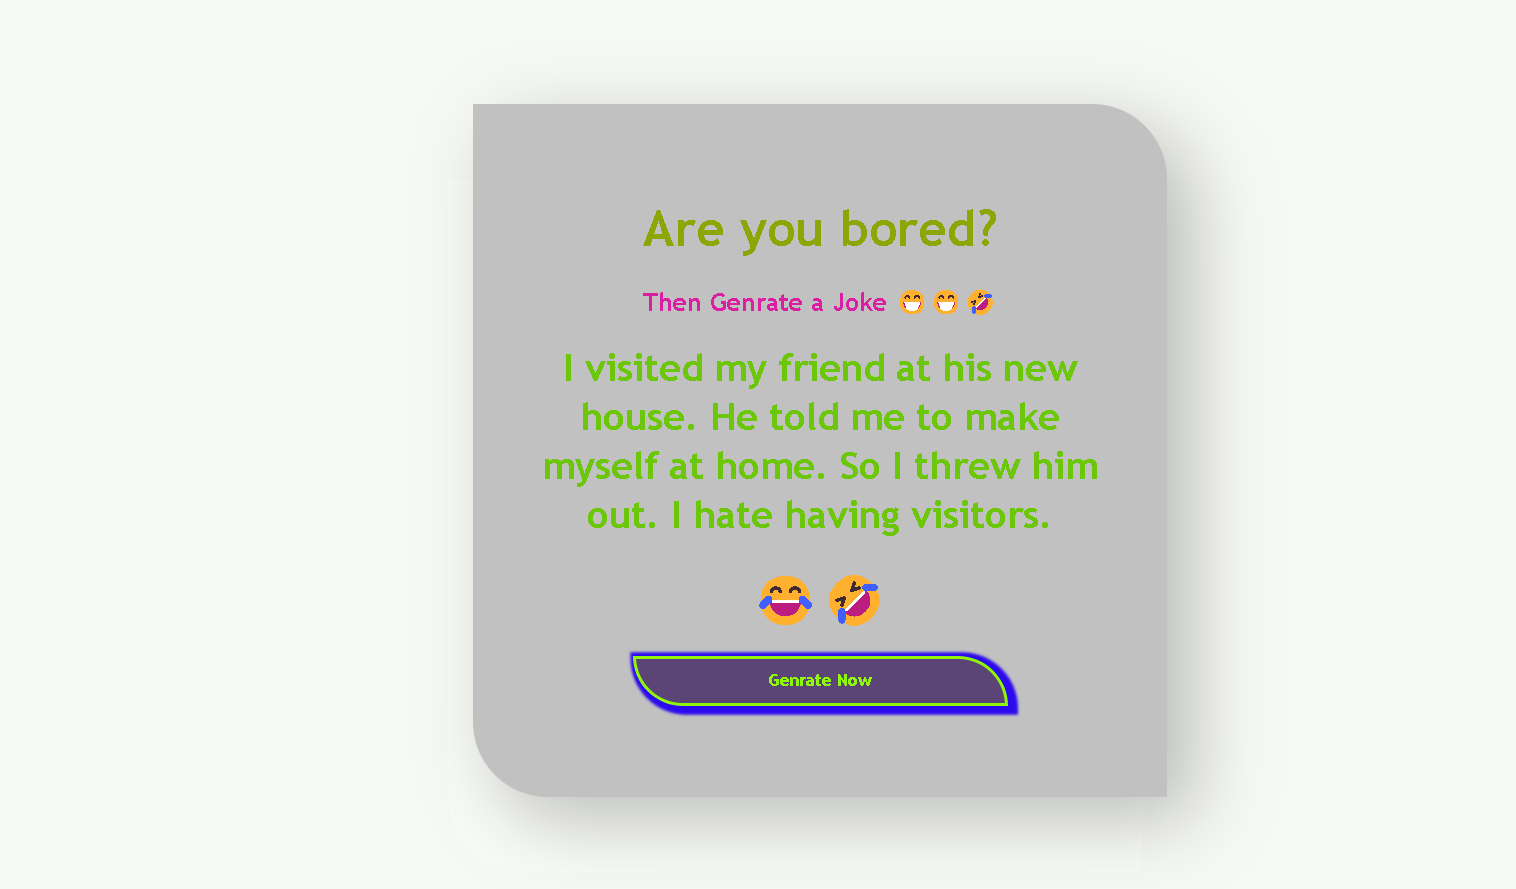 Are you bored?
Then Genrate a Joke 😁 😁 🤣
I visited my friend at his new
house. He told me to make
myself at home. So I threw him
out. I hate having visitors.
😂 🤣
Genrate Now